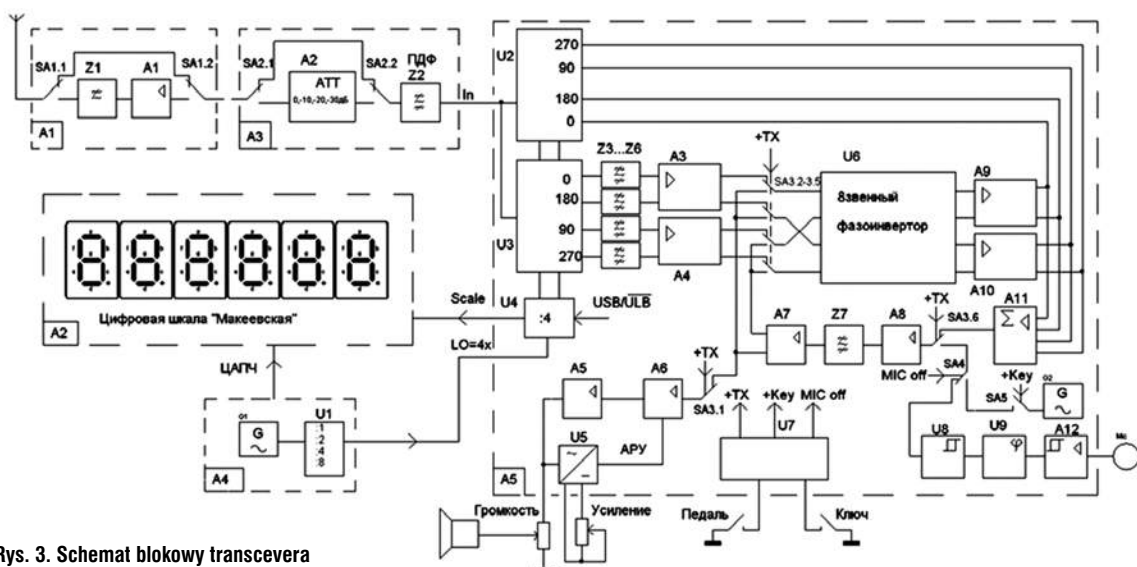 SA1.1
Z1
A1
SA1.2
A1
SA2.1
A2
АТТ
0,-10,-20,-30дБ
SA2.2
ПДФ
Z2
A3
In
U2
270
90
180
0
U3
0
180
90
270
Z3...Z6
A3
A4
+TX
SA3.2-3.5
U6
8звенный
фазоинвертор
A9
A10
Цифровая шкала "Макеевская"
A2
Scale
U4
:4
USB/ULB
LO=4x
ЦАПЧ
G1
G
U1
:1
:2
:4
:8
A4
A7
Z7
A8
+TX
SA3.6
A11
Σ
MIC off
SA4
+Key
SA5
G2
G
A5
A6
+TX
SA3.1
U5
АРУ
+TX
+Key
MIC off
U7
U8
U9
φ
A12
Mic
A5
Громкость
Усиление
Педаль
Ключ
Rys. 3. Schemat blokowy transcevera